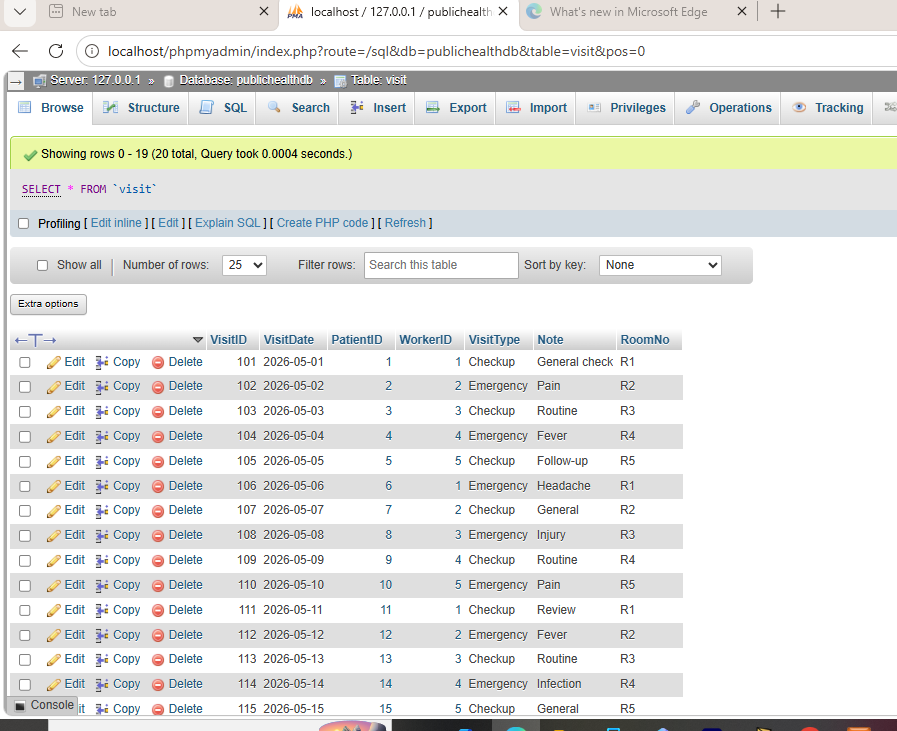 New tab
localhost / 127.0.0.1 / publichealth
What's new in Microsoft Edge
localhost/phpmyadmin/index.php?route=/sql&db=publichealthdb&table=visit&pos=0
Server: 127.0.0.1 » Database: publichealthdb » Table: visit
Browse Structure SQL Search Insert Export Import Privileges Operations Tracking
Showing rows 0 - 19 (20 total, Query took 0.0004 seconds.)
SELECT * FROM `visit`
Profiling [ Edit inline ] [ Edit ] [ Explain SQL ] [ Create PHP code ] [ Refresh ]
Show all | Number of rows: 25 Filter rows: Search this table Sort by key: None
Extra options
VisitID VisitDate PatientID WorkerID VisitType Note RoomNo
Edit Copy Delete 101 2026-05-01 1 1 Checkup General check R1
Edit Copy Delete 102 2026-05-02 2 2 Emergency Pain R2
Edit Copy Delete 103 2026-05-03 3 3 Checkup Routine R3
Edit Copy Delete 104 2026-05-04 4 4 Emergency Fever R4
Edit Copy Delete 105 2026-05-05 5 5 Checkup Follow-up R5
Edit Copy Delete 106 2026-05-06 6 1 Emergency Headache R1
Edit Copy Delete 107 2026-05-07 7 2 Checkup General R2
Edit Copy Delete 108 2026-05-08 8 3 Emergency Injury R3
Edit Copy Delete 109 2026-05-09 9 4 Checkup Routine R4
Edit Copy Delete 110 2026-05-10 10 5 Emergency Pain R5
Edit Copy Delete 111 2026-05-11 11 1 Checkup Review R1
Edit Copy Delete 112 2026-05-12 12 2 Emergency Fever R2
Edit Copy Delete 113 2026-05-13 13 3 Checkup Routine R3
Edit Copy Delete 114 2026-05-14 14 4 Emergency Infection R4
Console it Copy Delete 115 2026-05-15 15 5 Checkup General R5